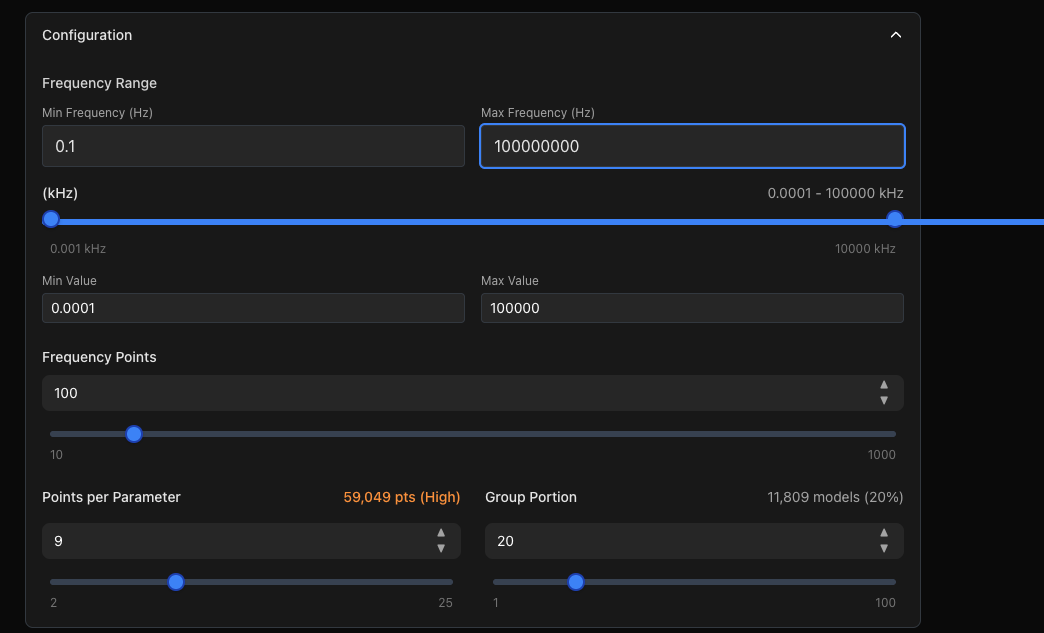 Configuration
Frequency Range
Min Frequency (Hz) Max Frequency (Hz)
0.1 100000000
(kHz) 0.0001 - 100000 kHz
0.001 kHz 10000 kHz
Min Value Max Value
0.0001 100000
Frequency Points
100
10 1000
Points per Parameter 59,049 pts (High) Group Portion 11,809 models (20%)
9 20
2 25 1 100